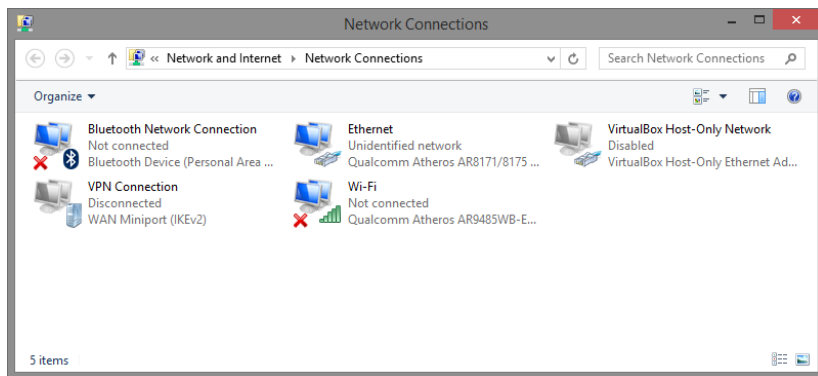 Network Connections
« Network and Internet Network Connections
Search Network Connections
Organize
Bluetooth Network Connection
Not connected
Bluetooth Device (Personal Area ...
Ethernet
Unidentified network
Qualcomm Atheros AR8171/8175 ...
VirtualBox Host-Only Network
Disabled
VirtualBox Host-Only Ethernet Ad...
VPN Connection
Disconnected
WAN Miniport (IKEv2)
Wi-Fi
Not connected
Qualcomm Atheros AR9485WB-E...
5 items